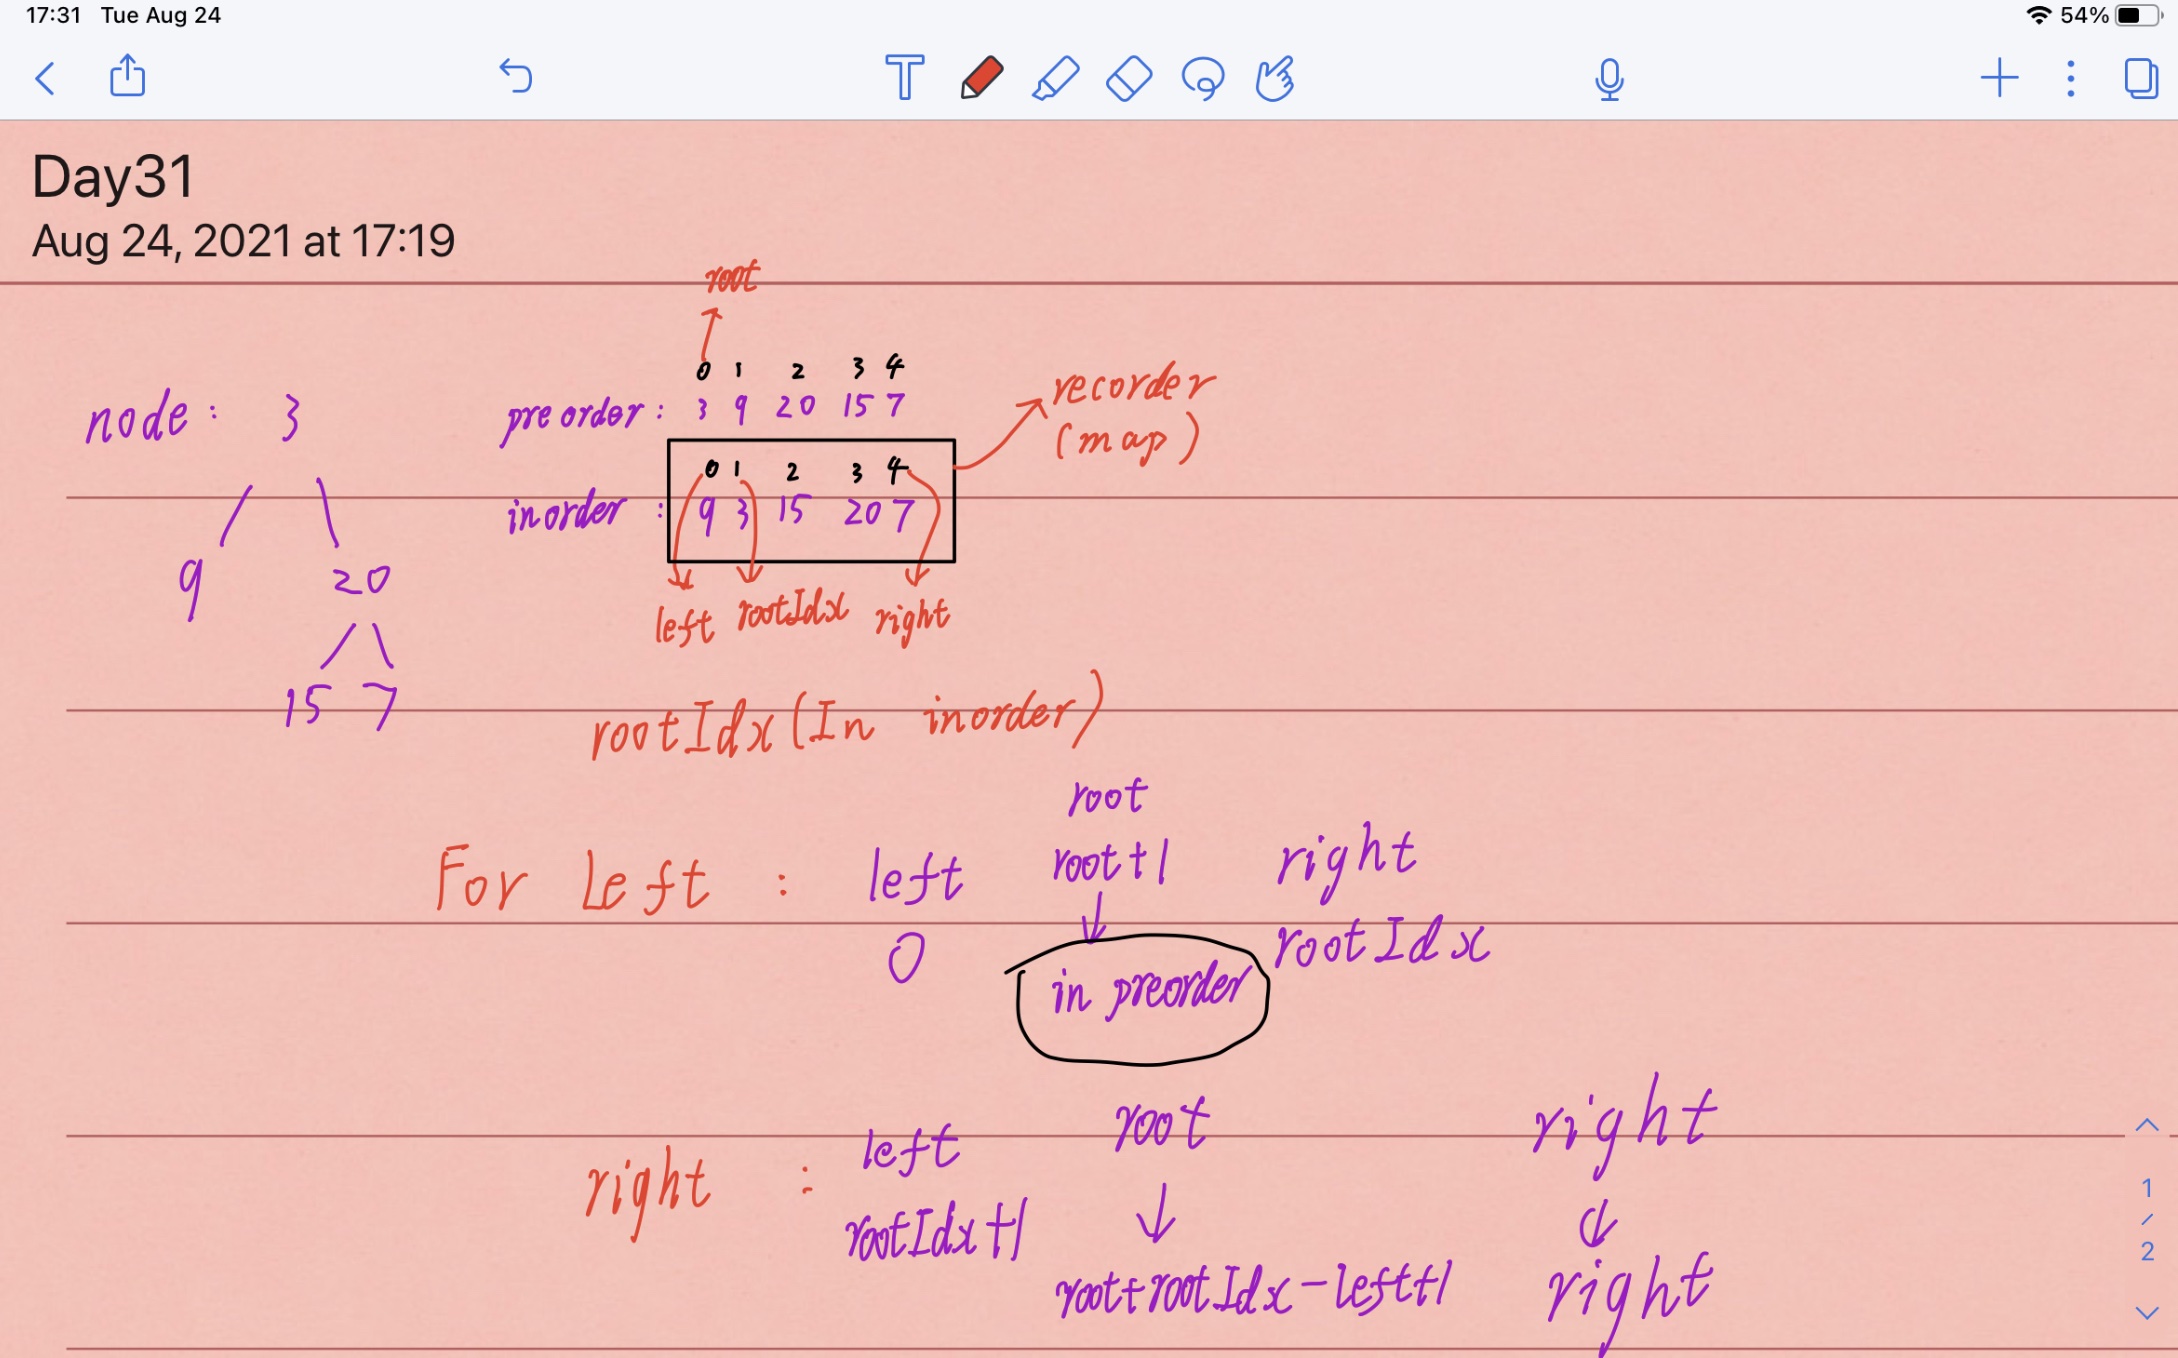 17:31 Tue Aug 24
54%
Day31
Aug 24, 2021 at 17:19
root
0 1 2 3 4
node: 3
preorder: 3 9 20 15 7
recorder
(map)
0 1 2 3 4
inorder: 9 3 15 20 7
9 20
left rootIdx right
15 7
rootIdx (In inorder)
root
For Left : left root+1 right
0 rootIdx
in preorder
right : left root right
rootIdx+1
root+rootIdx-left+1 right
1
/
2